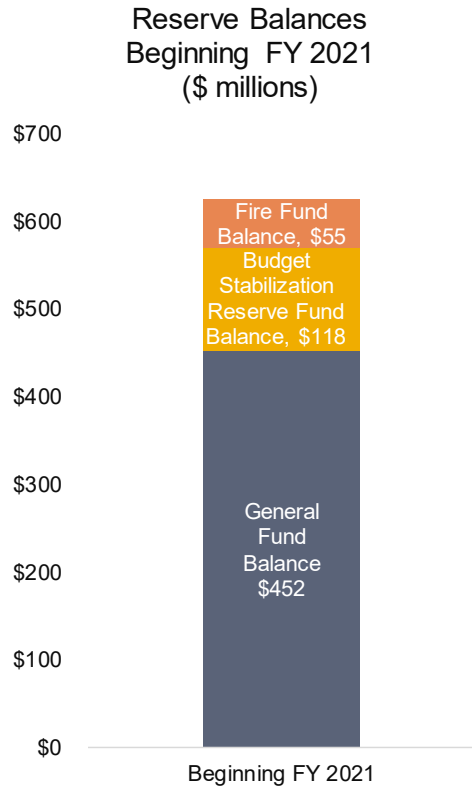 Reserve Balances
Beginning FY 2021
($ millions)
$700
$600
$500
$400
$300
$200
$100
$0
Fire Fund
Balance, $55
Budget
Stabilization
Reserve Fund
Balance, $118
General
Fund
Balance
$452
Beginning FY 2021